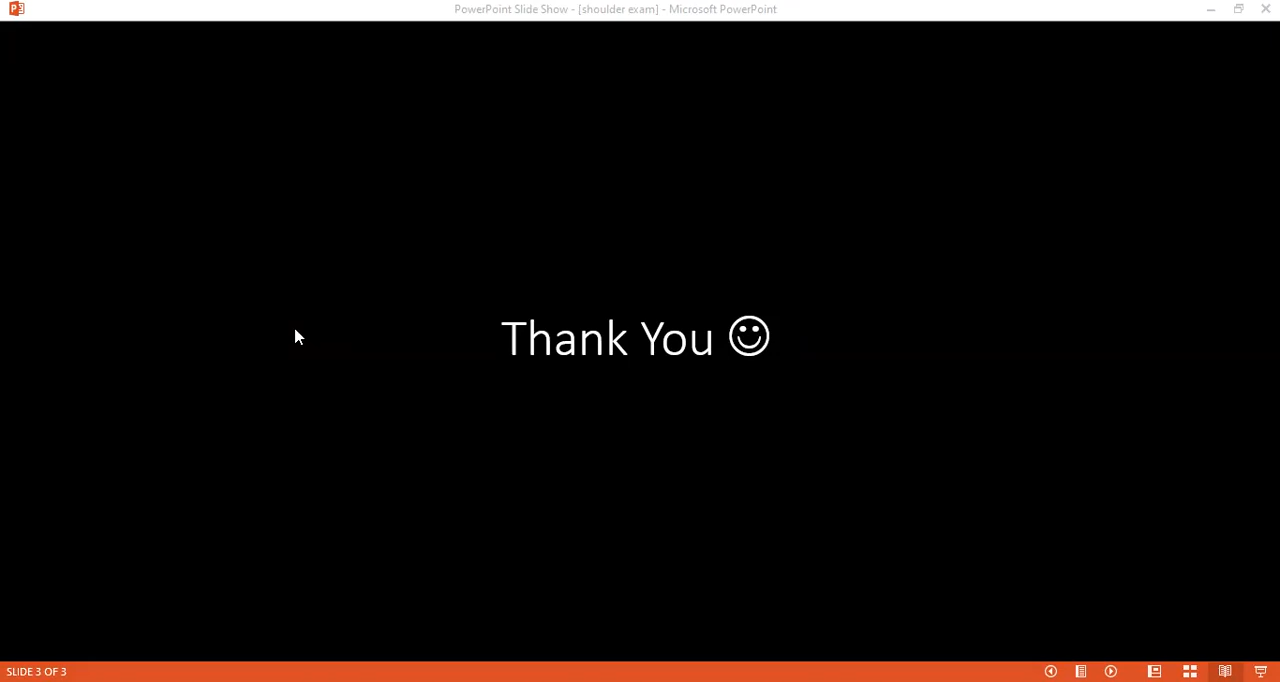 PowerPoint Slide Show - [shoulder exam] - Microsoft PowerPoint
Thank You ☺
SLIDE 3 OF 3